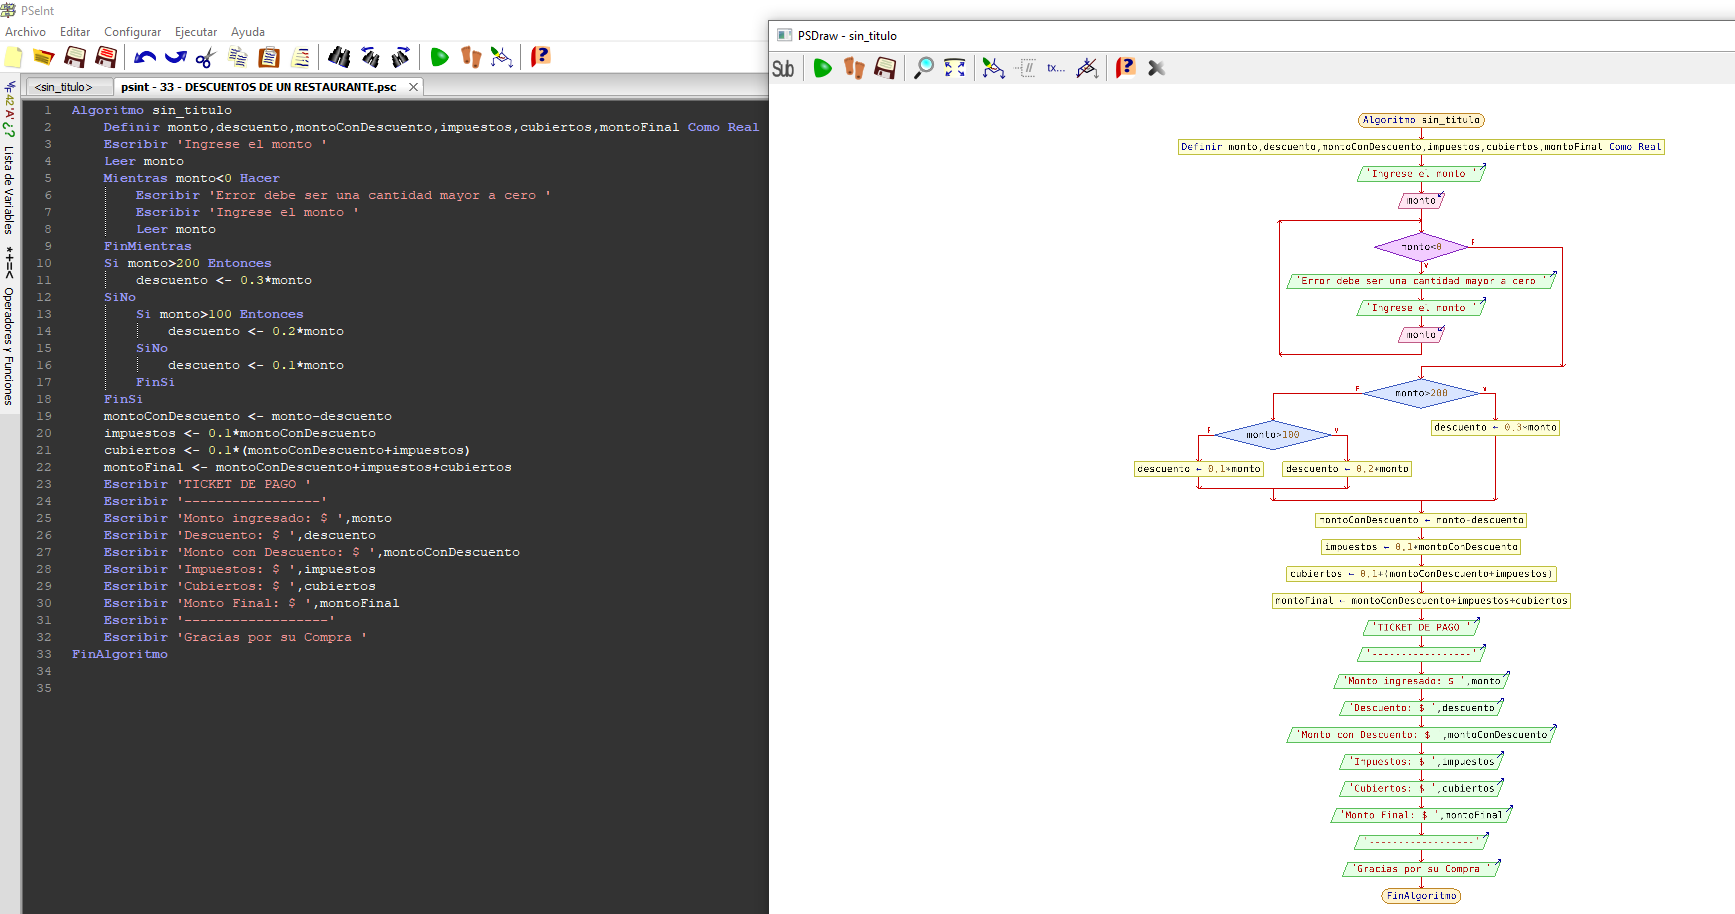 PSeInt
Archivo Editar Configurar Ejecutar Ayuda
<sin_titulo> psint - 33 - DESCUENTOS DE UN RESTAURANTE.psc
Lista de Variables
*+=<
Operadores y Funciones
1 Algoritmo sin_titulo
2 Definir monto,descuento,montoConDescuento,impuestos,cubiertos,montoFinal Como Real
3 Escribir 'Ingrese el monto '
4 Leer monto
5 Mientras monto<0 Hacer
6 Escribir 'Error debe ser una cantidad mayor a cero '
7 Escribir 'Ingrese el monto '
8 Leer monto
9 FinMientras
10 Si monto>200 Entonces
11 descuento <- 0.3*monto
12 SiNo
13 Si monto>100 Entonces
14 descuento <- 0.2*monto
15 SiNo
16 descuento <- 0.1*monto
17 FinSi
18 FinSi
19 montoConDescuento <- monto-descuento
20 impuestos <- 0.1*montoConDescuento
21 cubiertos <- 0.1*(montoConDescuento+impuestos)
22 montoFinal <- montoConDescuento+impuestos+cubiertos
23 Escribir 'TICKET DE PAGO '
24 Escribir '-----------------'
25 Escribir 'Monto ingresado: $ ',monto
26 Escribir 'Descuento: $ ',descuento
27 Escribir 'Monto con Descuento: $ ',montoConDescuento
28 Escribir 'Impuestos: $ ',impuestos
29 Escribir 'Cubiertos: $ ',cubiertos
30 Escribir 'Monto Final: $ ',montoFinal
31 Escribir '------------------'
32 Escribir 'Gracias por su Compra '
33 FinAlgoritmo
34
35
PSDraw - sin_titulo
Sub
tx...
Algoritmo sin_titulo
Definir monto,descuento,montoConDescuento,impuestos,cubiertos,montoFinal Como Real
'Ingrese el monto '
monto
monto<0
F
V
'Error debe ser una cantidad mayor a cero '
'Ingrese el monto '
monto
F monto>200 V
descuento ← 0.3*monto
F monto>100 V
descuento ← 0.1*monto
descuento ← 0.2*monto
montoConDescuento ← monto-descuento
impuestos ← 0.1*montoConDescuento
cubiertos ← 0.1*(montoConDescuento+impuestos)
montoFinal ← montoConDescuento+impuestos+cubiertos
'TICKET DE PAGO '
'-----------------'
'Monto ingresado: $ ',monto
'Descuento: $ ',descuento
'Monto con Descuento: $ ',montoConDescuento
'Impuestos: $ ',impuestos
'Cubiertos: $ ',cubiertos
'Monto Final: $ ',montoFinal
'------------------'
'Gracias por su Compra '
FinAlgoritmo